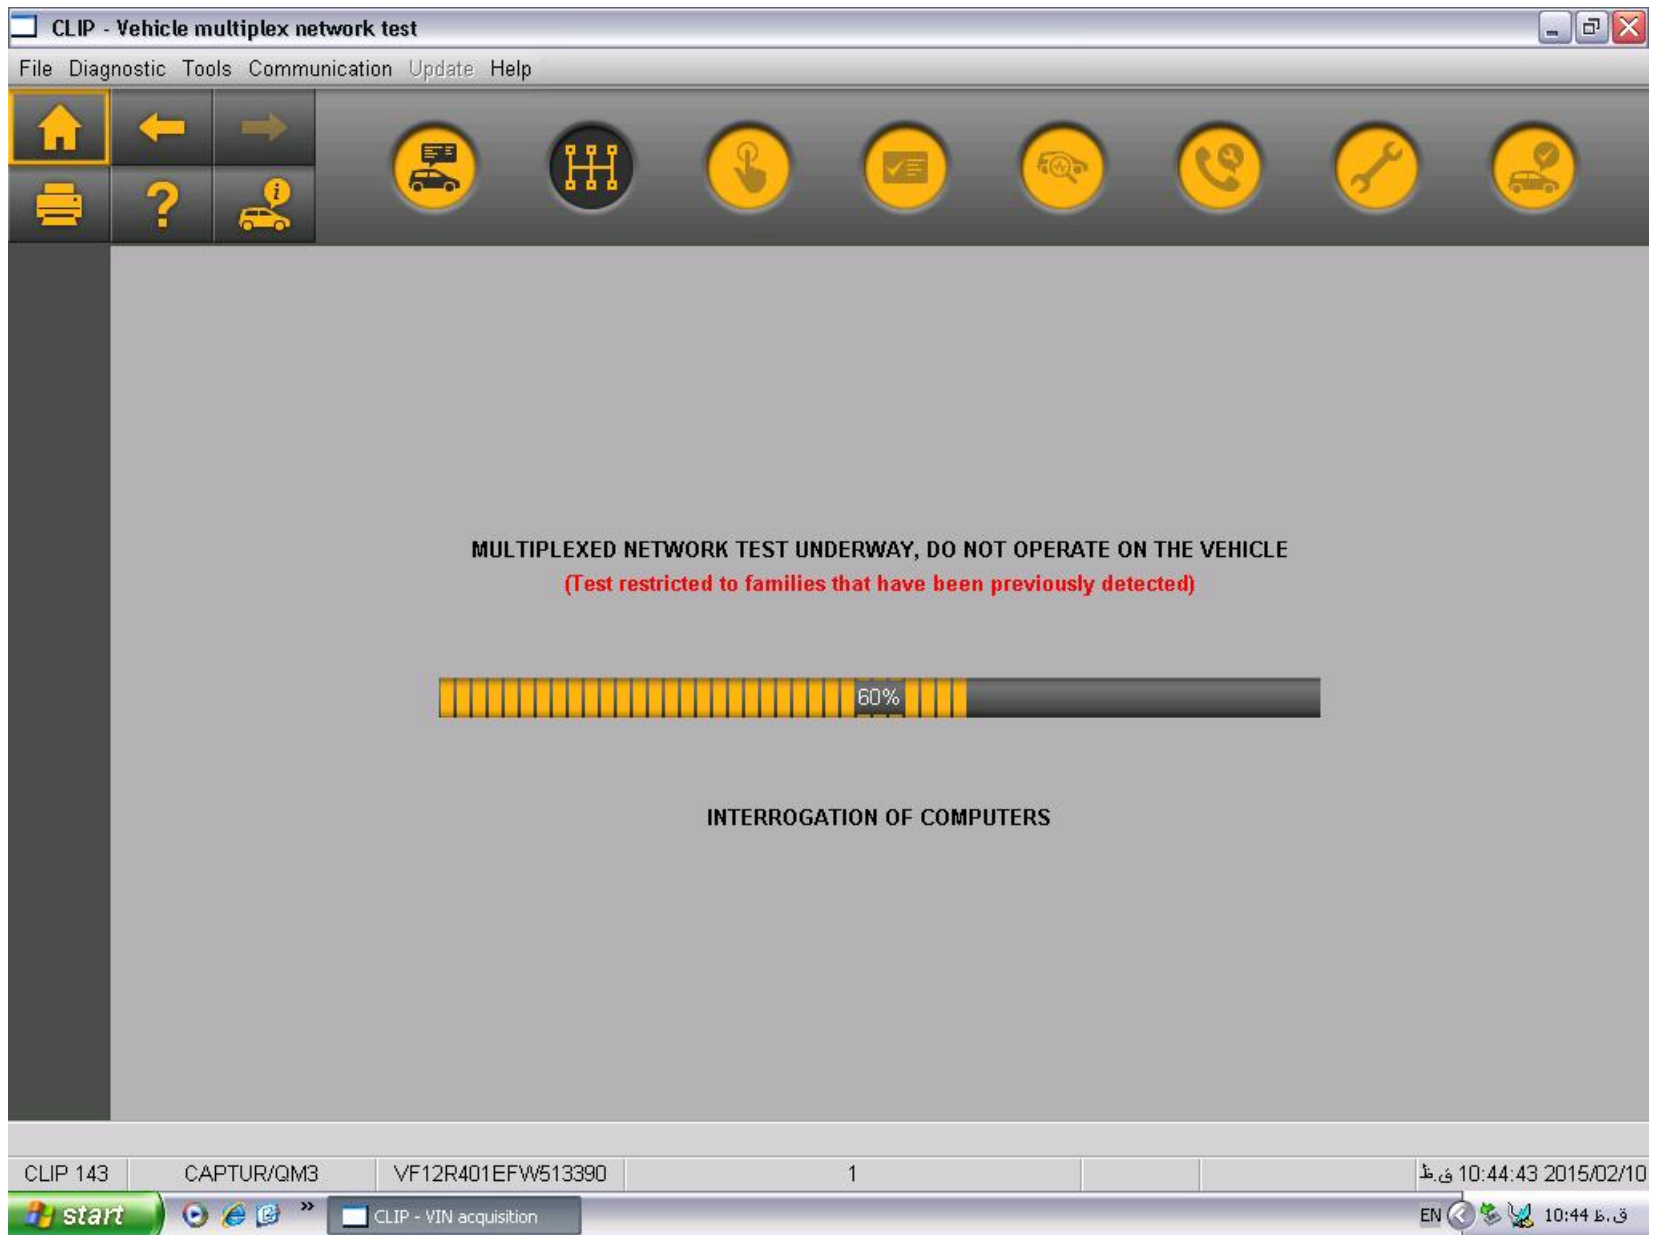 CLIP - Vehicle multiplex network test
File Diagnostic Tools Communication Update Help
?
i
MULTIPLEXED NETWORK TEST UNDERWAY, DO NOT OPERATE ON THE VEHICLE
(Test restricted to families that have been previously detected)
60%
INTERROGATION OF COMPUTERS
CLIP 143 CAPTUR/QM3 VF12R401EFW513390 1 ق.ظ 10:44:43 2015/02/10
start » CLIP - VIN acquisition EN 10:44 ق.ظ